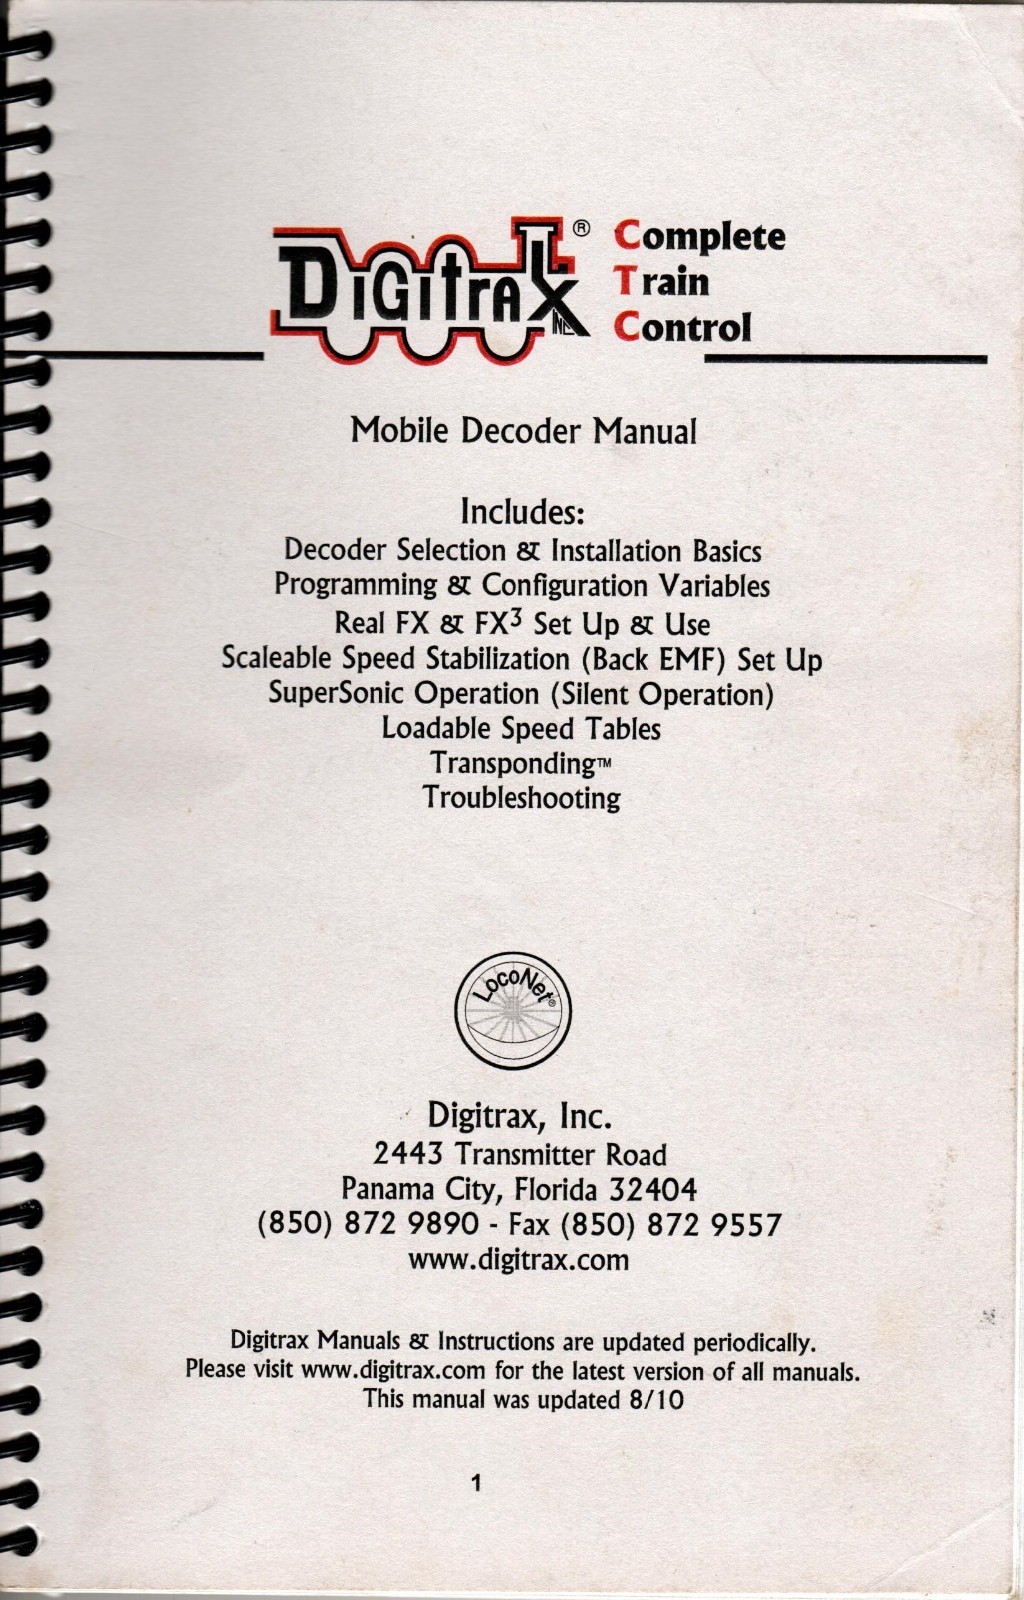 DIGITRAX INC ®
Complete
Train
Control
Mobile Decoder Manual
Includes:
Decoder Selection & Installation Basics
Programming & Configuration Variables
Real FX & FX³ Set Up & Use
Scaleable Speed Stabilization (Back EMF) Set Up
SuperSonic Operation (Silent Operation)
Loadable Speed Tables
Transponding™
Troubleshooting
LocoNet®
Digitrax, Inc.
2443 Transmitter Road
Panama City, Florida 32404
(850) 872 9890 - Fax (850) 872 9557
www.digitrax.com
Digitrax Manuals & Instructions are updated periodically.
Please visit www.digitrax.com for the latest version of all manuals.
This manual was updated 8/10
1